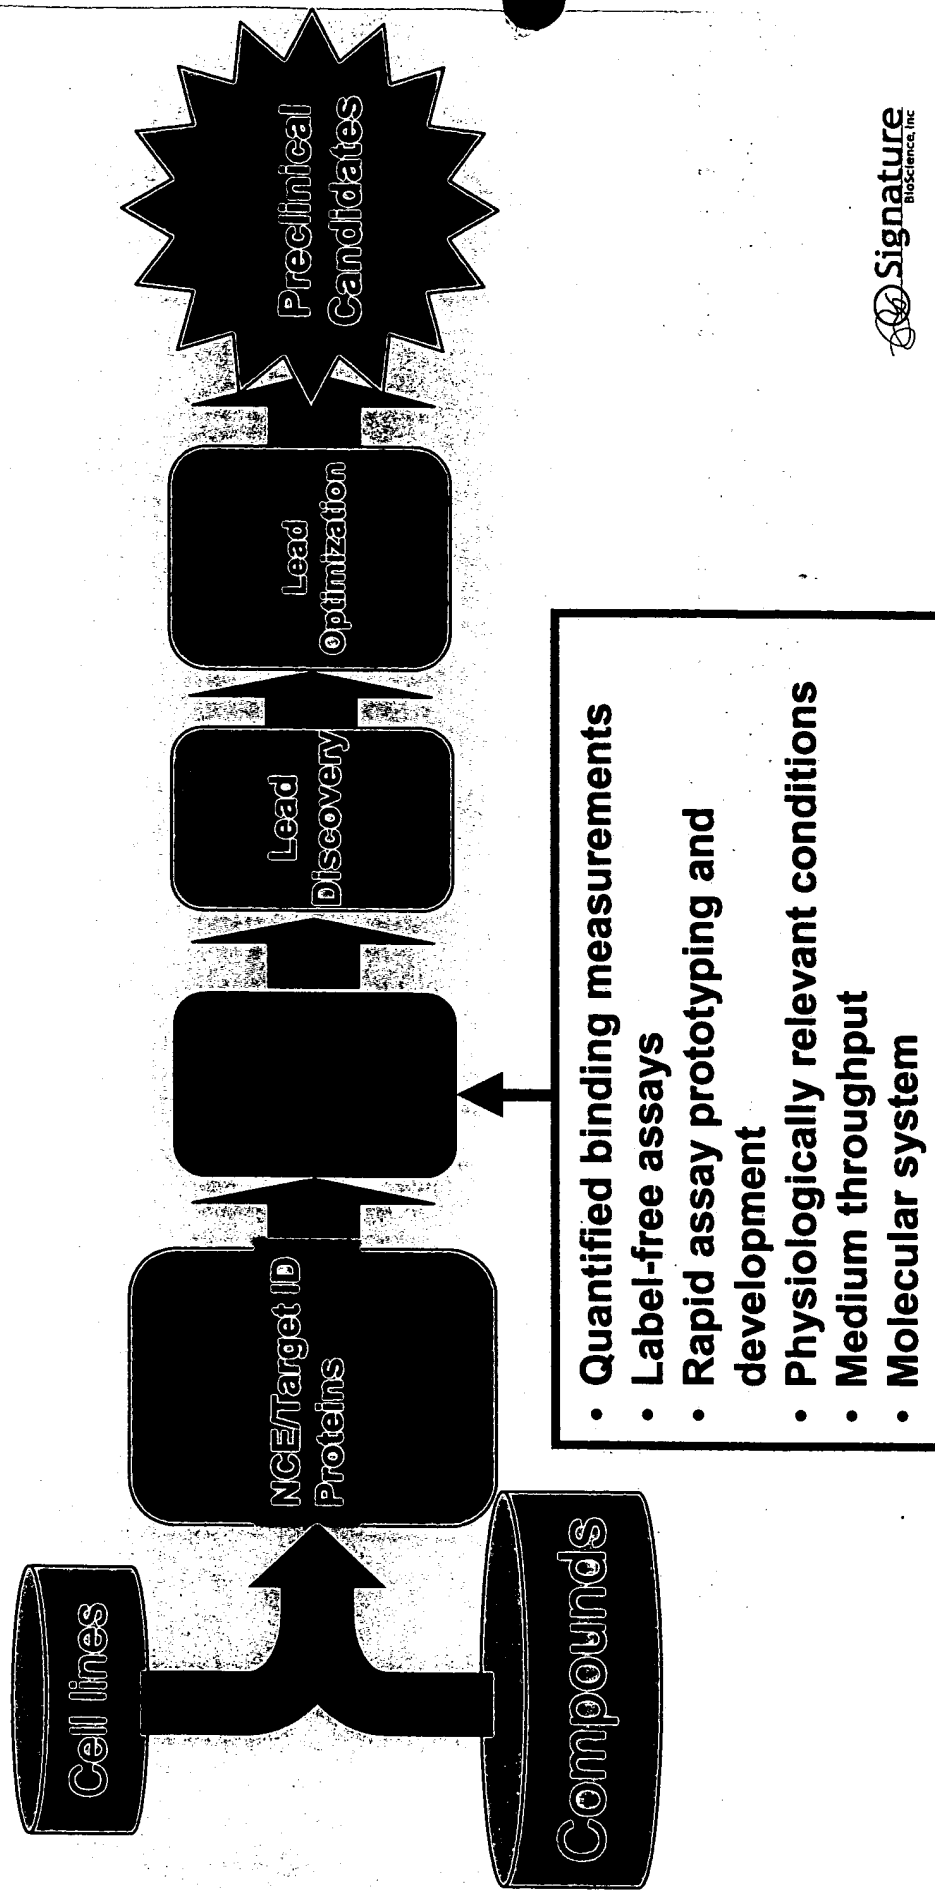 Cell lines
Compounds
NCE/Target ID
Proteins
Lead
Discovery
Lead
Optimization
Preclinical
Candidates
• Quantified binding measurements
• Label-free assays
• Rapid assay prototyping and
development
• Physiologically relevant conditions
• Medium throughput
• Molecular system
Signature
BioScience, Inc